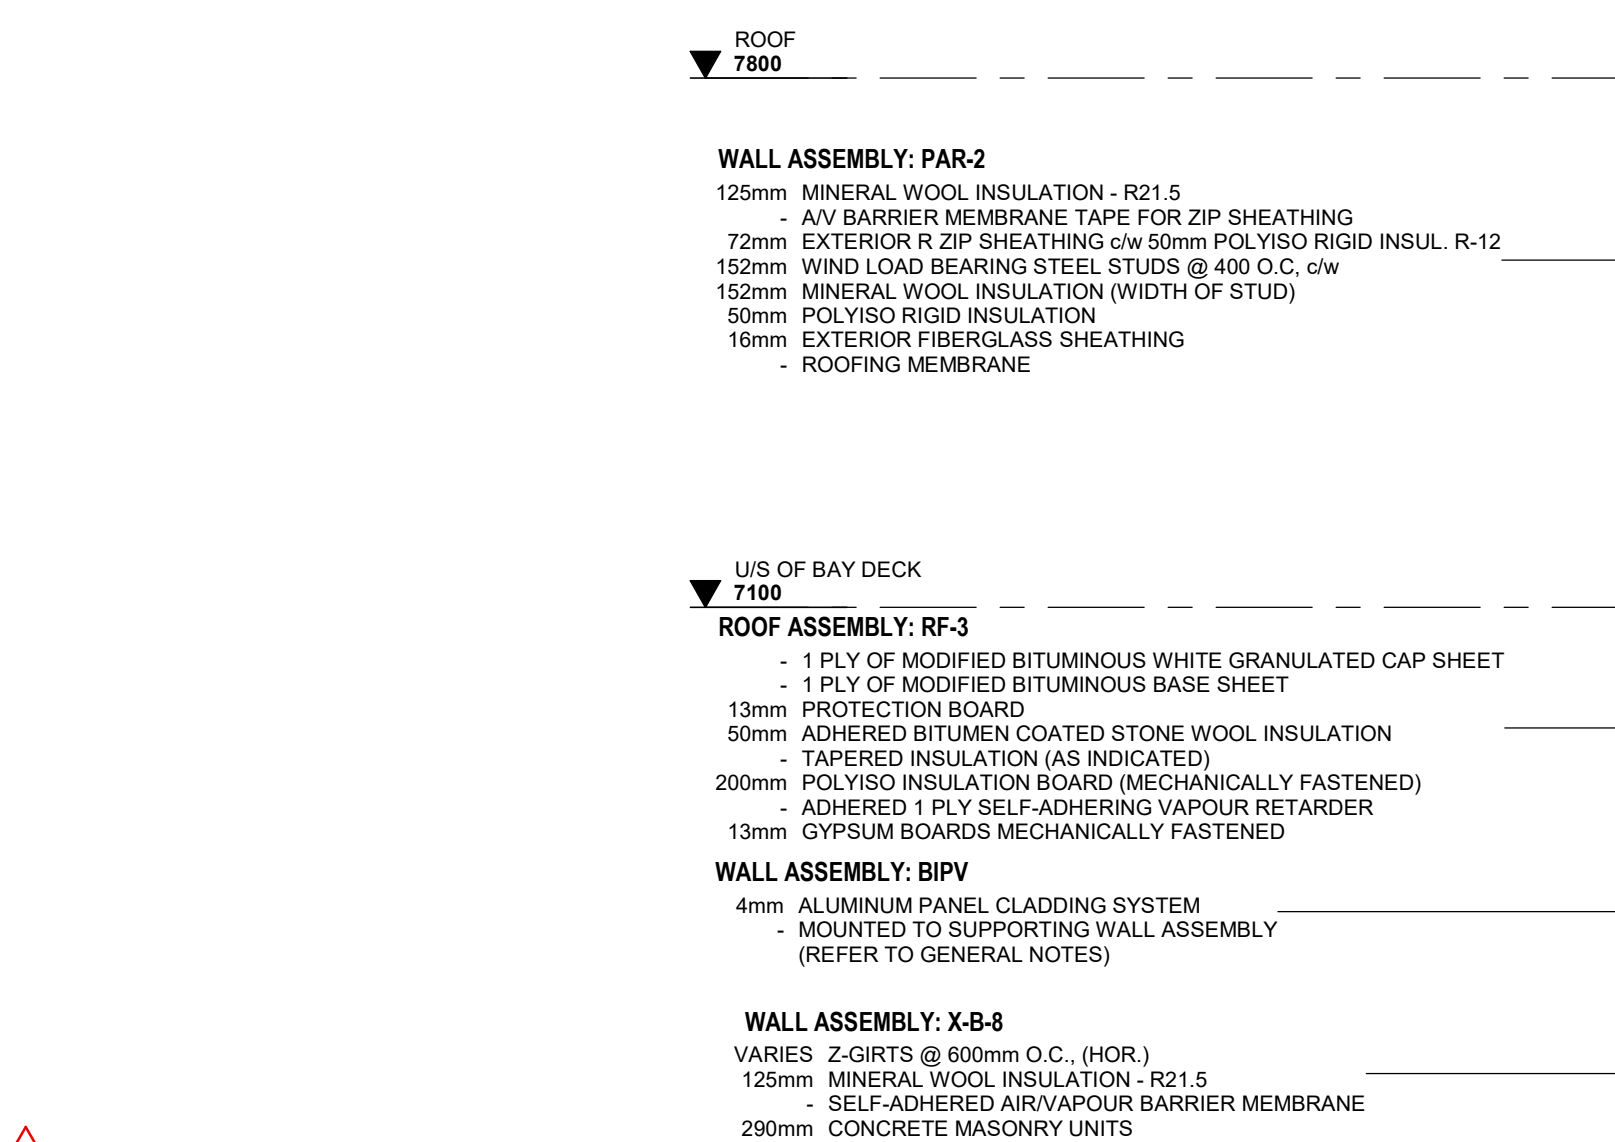 ROOF
7800
WALL ASSEMBLY: PAR-2
125mm MINERAL WOOL INSULATION - R21.5
- A/V BARRIER MEMBRANE TAPE FOR ZIP SHEATHING
72mm EXTERIOR R ZIP SHEATHING c/w 50mm POLYISO RIGID INSUL. R-12
152mm WIND LOAD BEARING STEEL STUDS @ 400 O.C, c/w
152mm MINERAL WOOL INSULATION (WIDTH OF STUD)
50mm POLYISO RIGID INSULATION
16mm EXTERIOR FIBERGLASS SHEATHING
- ROOFING MEMBRANE
U/S OF BAY DECK
7100
ROOF ASSEMBLY: RF-3
- 1 PLY OF MODIFIED BITUMINOUS WHITE GRANULATED CAP SHEET
- 1 PLY OF MODIFIED BITUMINOUS BASE SHEET
13mm PROTECTION BOARD
50mm ADHERED BITUMEN COATED STONE WOOL INSULATION
- TAPERED INSULATION (AS INDICATED)
200mm POLYISO INSULATION BOARD (MECHANICALLY FASTENED)
- ADHERED 1 PLY SELF-ADHERING VAPOUR RETARDER
13mm GYPSUM BOARDS MECHANICALLY FASTENED
WALL ASSEMBLY: BIPV
4mm ALUMINUM PANEL CLADDING SYSTEM
- MOUNTED TO SUPPORTING WALL ASSEMBLY
(REFER TO GENERAL NOTES)
WALL ASSEMBLY: X-B-8
VARIES Z-GIRTS @ 600mm O.C., (HOR.)
125mm MINERAL WOOL INSULATION - R21.5
- SELF-ADHERED AIR/VAPOUR BARRIER MEMBRANE
290mm CONCRETE MASONRY UNITS